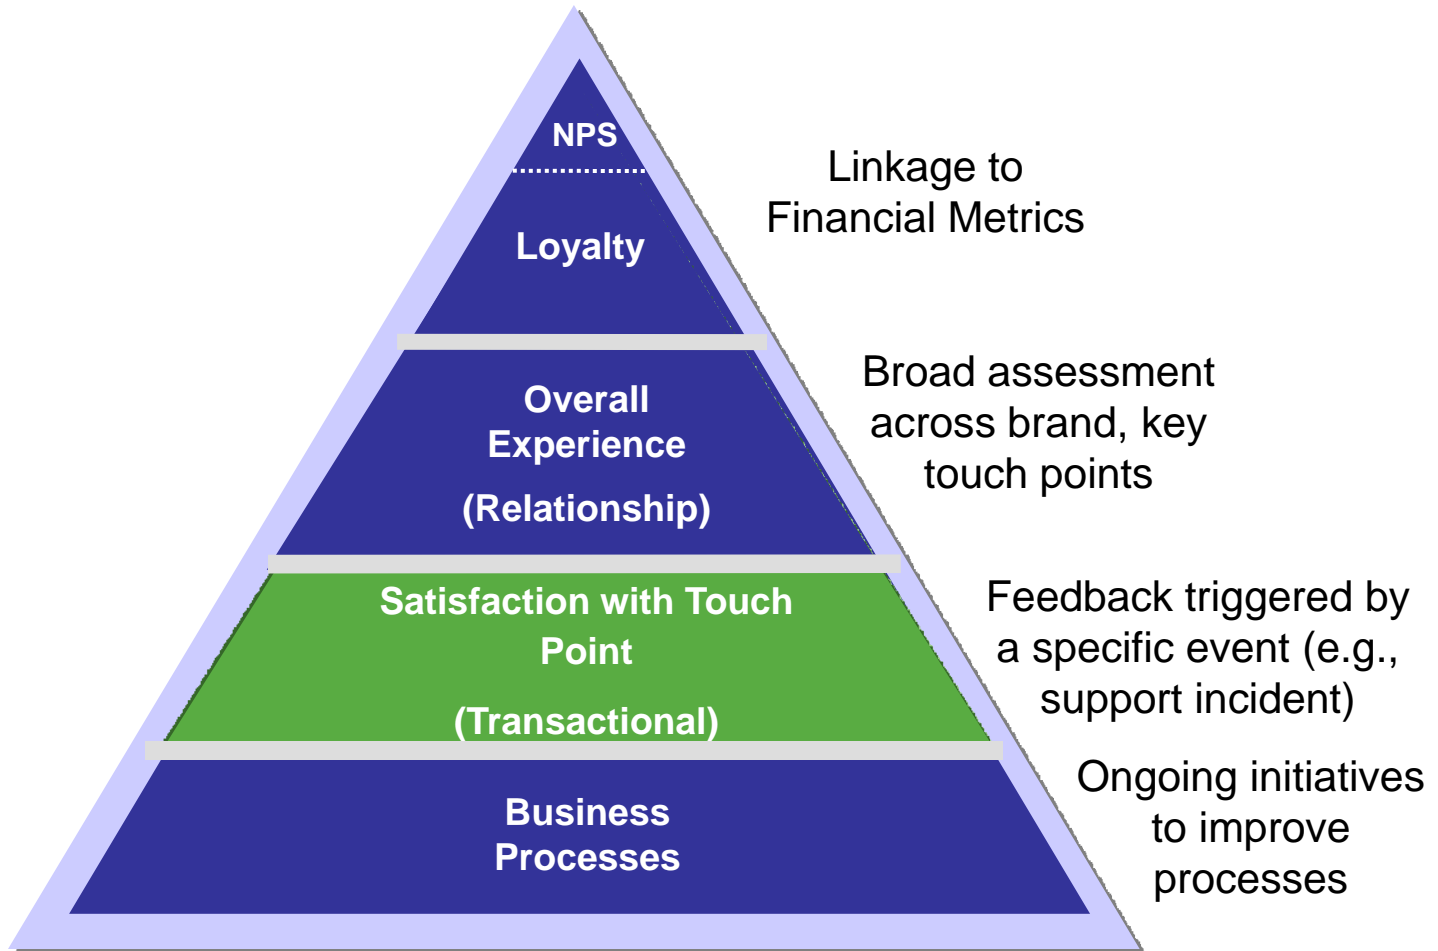 NPS
Loyalty
Linkage to
Financial Metrics
Overall
Experience
(Relationship)
Broad assessment
across brand, key
touch points
Satisfaction with Touch
Point
(Transactional)
Feedback triggered by
a specific event (e.g.,
support incident)
Business
Processes
Ongoing initiatives
to improve
processes